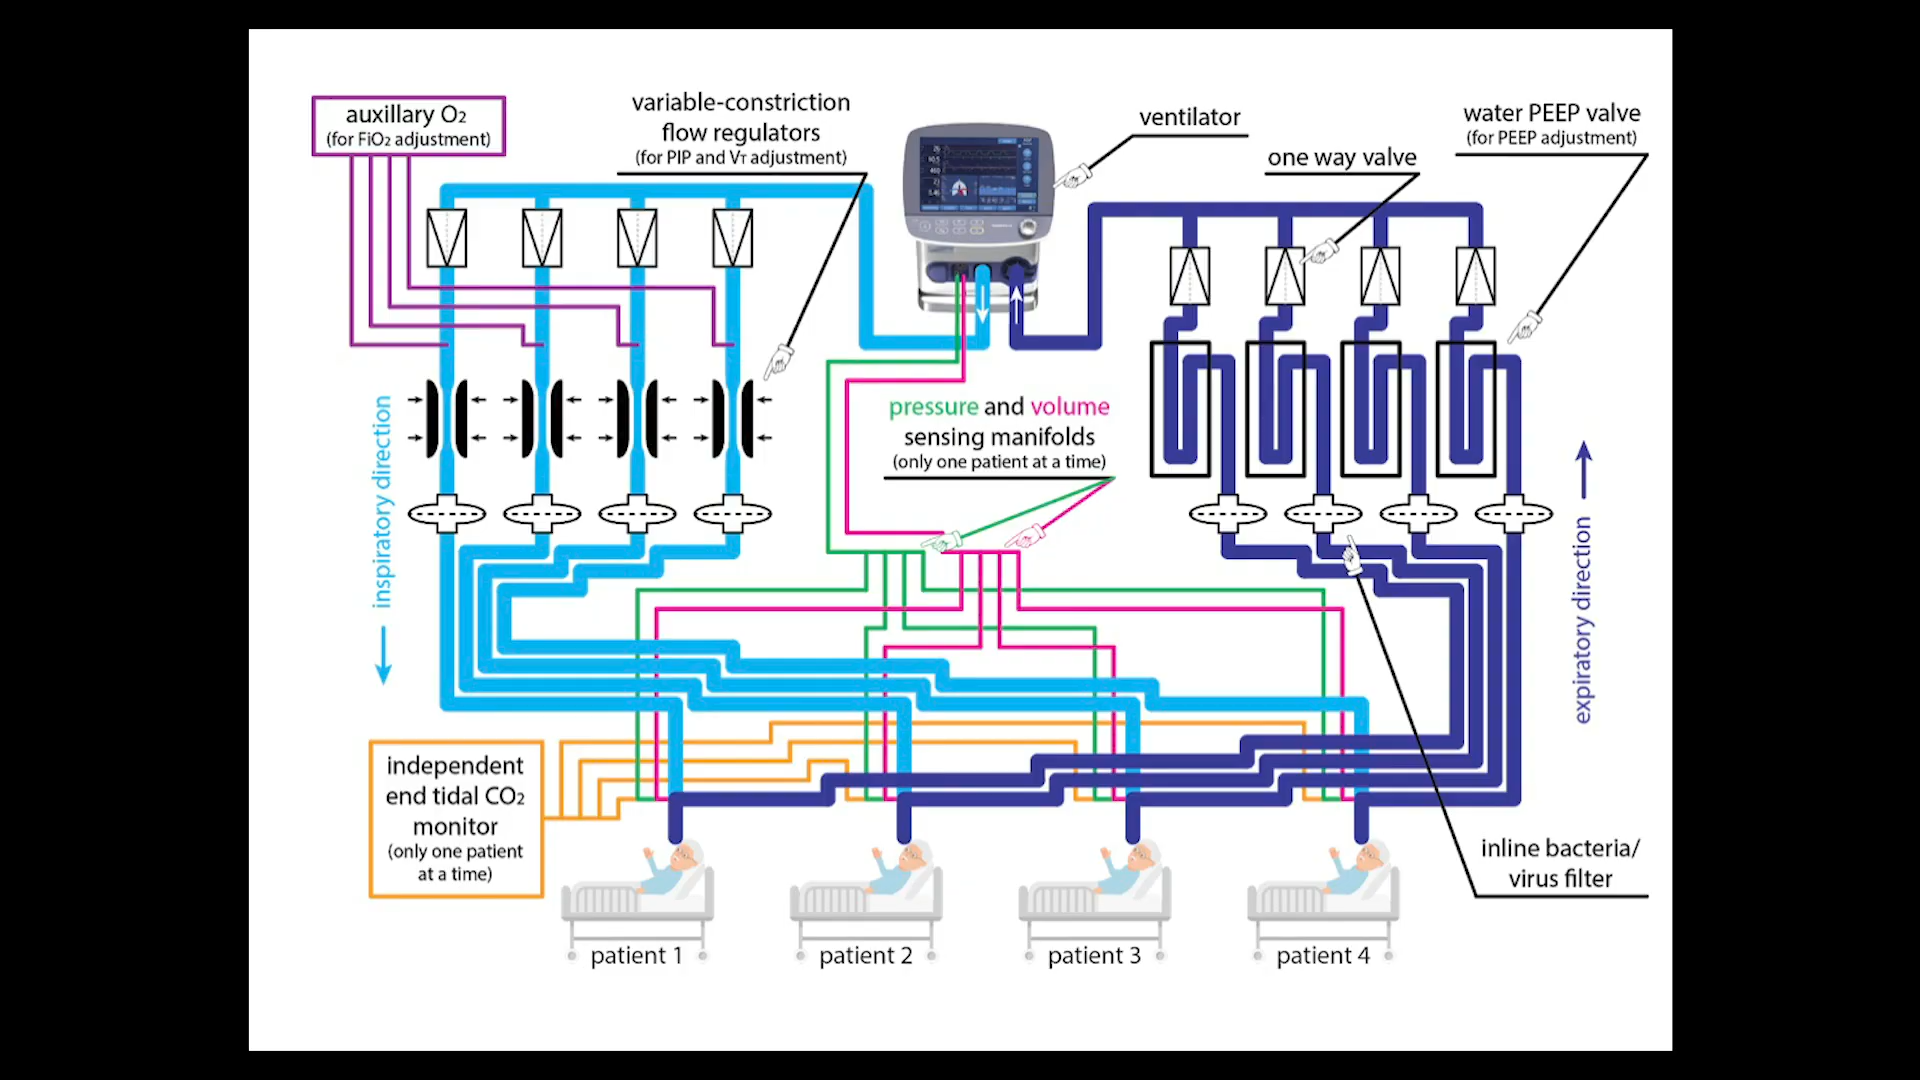 auxillary O2
(for FiO2 adjustment)
variable-constriction
flow regulators
(for PIP and VT adjustment)
ventilator
one way valve
water PEEP valve
(for PEEP adjustment)
pressure and volume
sensing manifolds
(only one patient at a time)
inspiratory direction
expiratory direction
independent
end tidal CO2
monitor
(only one patient
at a time)
inline bacteria/
virus filter
patient 1
patient 2
patient 3
patient 4